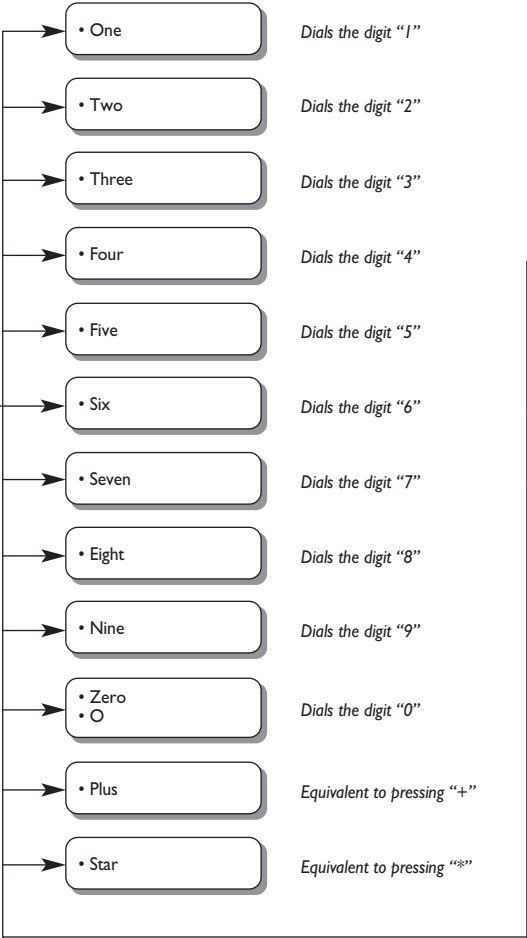 • One
Dials the digit “1”
• Two
Dials the digit “2”
• Three
Dials the digit “3”
• Four
Dials the digit “4”
• Five
Dials the digit “5”
• Six
Dials the digit “6”
• Seven
Dials the digit “7”
• Eight
Dials the digit “8”
• Nine
Dials the digit “9”
• Zero
• O
Dials the digit “0”
• Plus
Equivalent to pressing “+”
• Star
Equivalent to pressing “*”